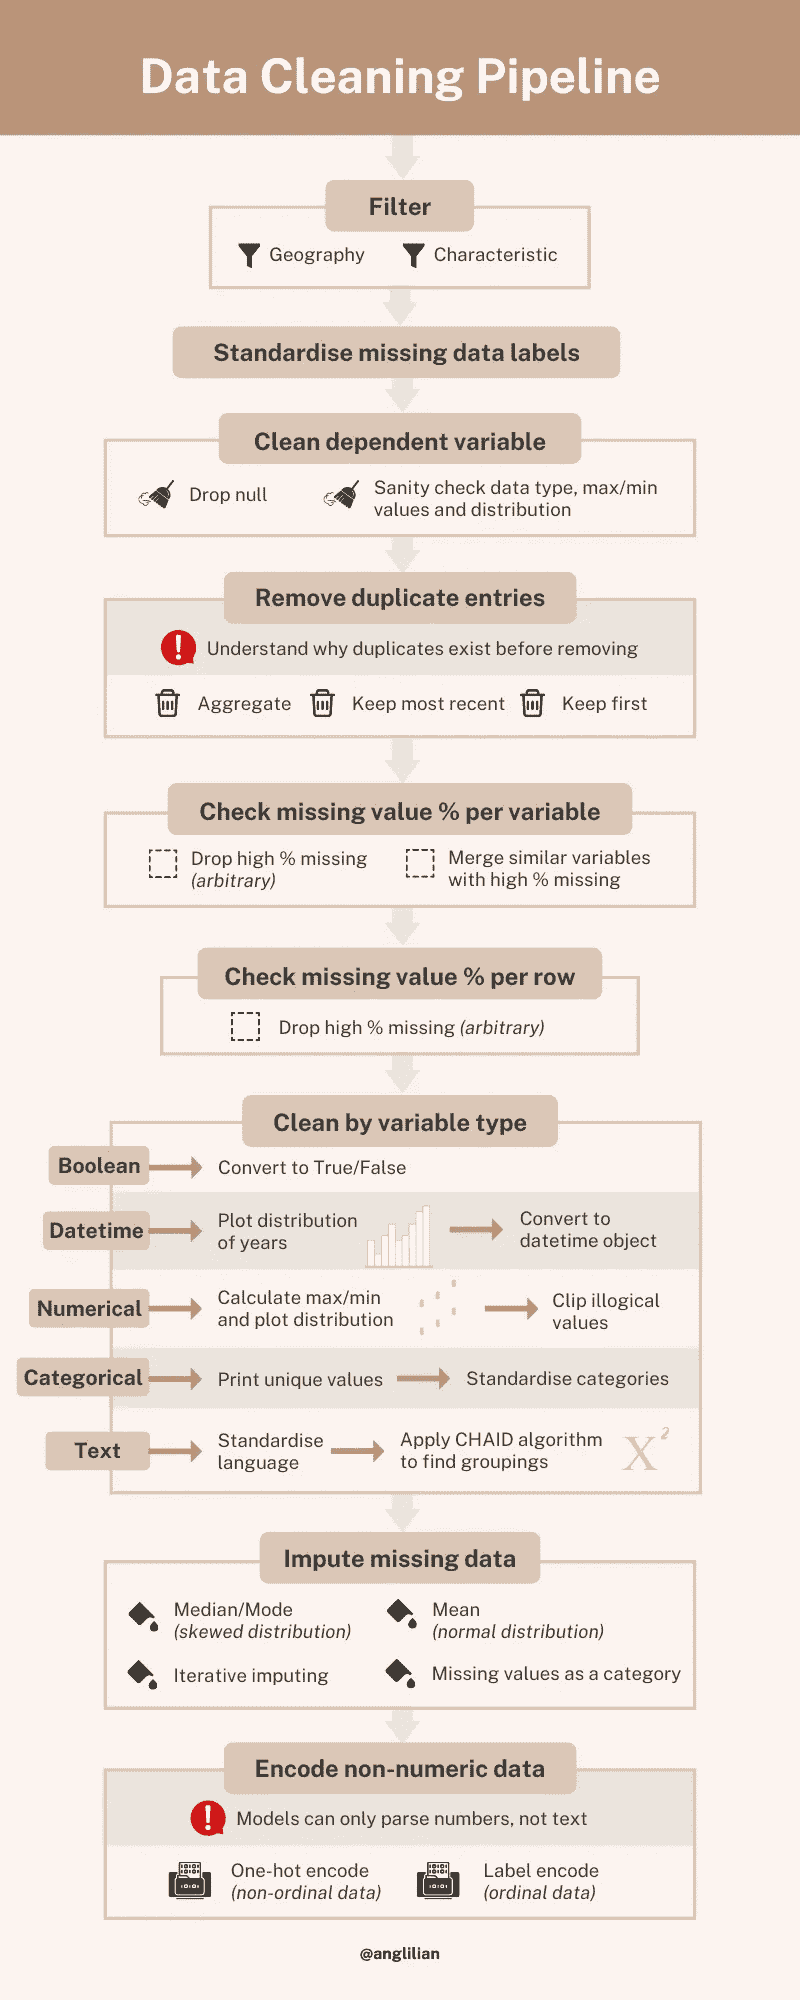 Data Cleaning Pipeline
Filter
Geography
Characteristic
Standardise missing data labels
Clean dependent variable
Drop null
Sanity check data type, max/min
values and distribution
Remove duplicate entries
Understand why duplicates exist before removing
Aggregate
Keep most recent
Keep first
Check missing value % per variable
Drop high % missing
(arbitrary)
Merge similar variables
with high % missing
Check missing value % per row
Drop high % missing (arbitrary)
Clean by variable type
Boolean
Convert to True/False
Datetime
Plot distribution
of years
Convert to
datetime object
Numerical
Calculate max/min
and plot distribution
Clip illogical
values
Categorical
Print unique values
Standardise categories
Text
Standardise
language
Apply CHAID algorithm
to find groupings
X²
Impute missing data
Median/Mode
(skewed distribution)
Mean
(normal distribution)
Iterative imputing
Missing values as a category
Encode non-numeric data
Models can only parse numbers, not text
One-hot encode
(non-ordinal data)
Label encode
(ordinal data)
@anglilian